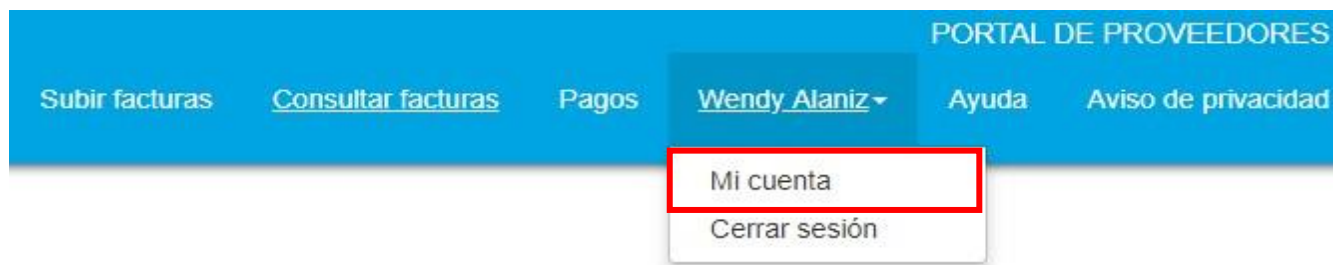 PORTAL DE PROVEEDORES
Subir facturas Consultar facturas Pagos Wendy Alaniz Ayuda Aviso de privacidad
Mi cuenta
Cerrar sesión